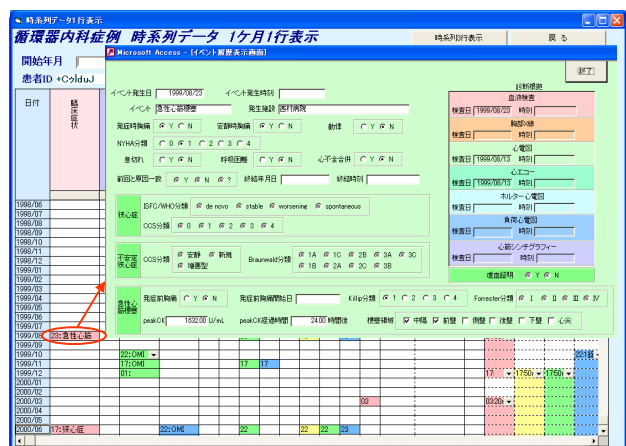 時系列データ1行表示
循環器内科症例 時系列データ 1ケ月1行表示
時系列3行表示
戻 る
開始年月
患者ID
Microsoft Access - [イベント履歴表示画面]
終了
イベント発生日 1999/08/23 イベント発生時刻
イベント 急性心筋梗塞 発生施設 西村病院
発症時胸痛 Y N 安静時胸痛 Y N 動悸 Y N
NYHA分類 0 1 2 3 4
息切れ Y N 呼吸困難 Y N 心不全合併 Y N
前回と原因一致 Y N ? 終結年月日 終結時刻
狭心症
ISFC/WHO分類 de novo stable worsening spontaneous
CCS分類 0 1 2 3 4
不安定狭心症
CCS分類 安静 新規 増悪型
Braunwald分類 1A 1C 2B 3A 3C
1B 2A 2C 3B
急性心筋梗塞
発症前胸痛 Y N 発症前胸痛開始日 Killip分類 1 2 3 4 Forrester分類 I II III IV
peakCK 1632.00 U/mL peakCK経過時間 24.00 時間後 梗塞領域 中隔 前壁 側壁 後壁 下壁 心尖
診断根拠
血液検査
検査日 1999/08/23 時刻
胸部X線
検査日 時刻
心電図
検査日 1999/08/13 時刻
心エコー
検査日 1999/08/13 時刻
ホルター心電図
検査日 時刻
負荷心電図
検査日 時刻
心筋シンチグラフィー
検査日 時刻
虚血証明 Y N
日付
臨床症状
1998/06
1998/07
1998/08
1998/09
1998/10
1998/11
1998/12
1999/01
1999/02
1999/03
1999/04
1999/05
1999/06
1999/07
1999/08 23:急性心筋
1999/09
1999/10 22:OMI
1999/11 17:OMI 17 17
1999/12 01: 17: 1750 1750
2000/01
2000/02
2000/03 03 0320
2000/04
2000/05
2000/06 17:狭心症 22:OMI 22 22 22 23